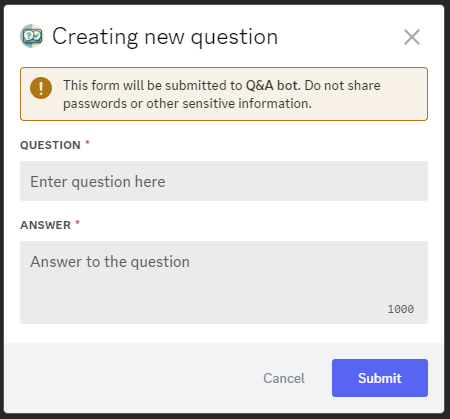 Creating new question
This form will be submitted to Q&A bot. Do not share
passwords or other sensitive information.
QUESTION *
Enter question here
ANSWER *
Answer to the question
1000
Cancel
Submit